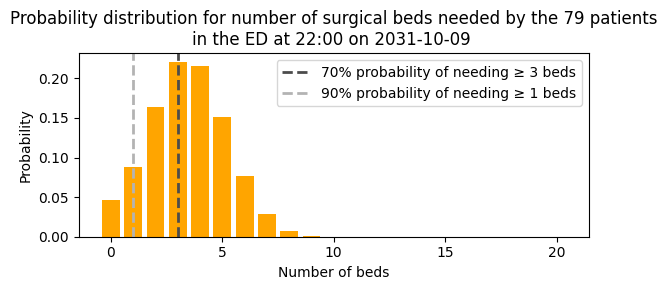 Probability distribution for number of surgical beds needed by the 79 patients
in the ED at 22:00 on 2031-10-09
70% probability of needing ≥ 3 beds
90% probability of needing ≥ 1 beds
Probability
0.20
0.15
0.10
0.05
0.00
0 5 10 15 20
Number of beds